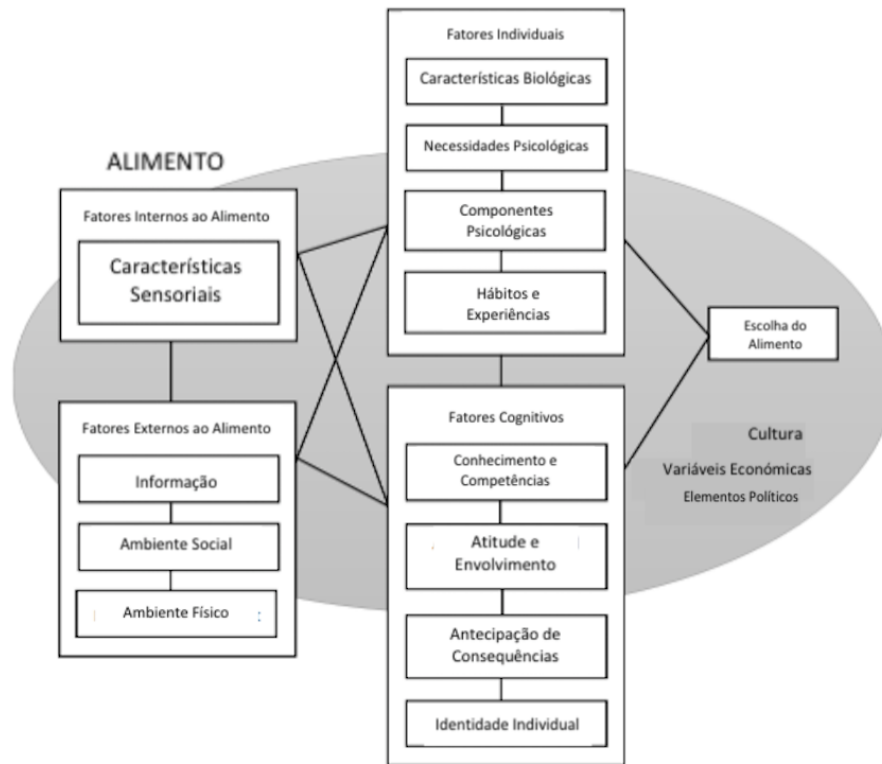 ALIMENTO
Fatores Internos ao Alimento
Características
Sensoriais
Fatores Externos ao Alimento
Informação
Ambiente Social
Ambiente Físico
Fatores Individuais
Características Biológicas
Necessidades Psicológicas
Componentes
Psicológicas
Hábitos e
Experiências
Fatores Cognitivos
Conhecimento e
Competências
Atitude e
Envolvimento
Antecipação de
Consequências
Identidade Individual
Escolha do
Alimento
Cultura
Variáveis Económicas
Elementos Políticos